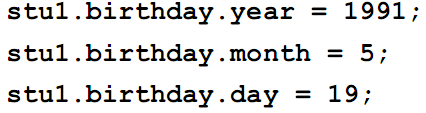 stu1.birthday.year = 1991;
stu1.birthday.month = 5;
stu1.birthday.day = 19;